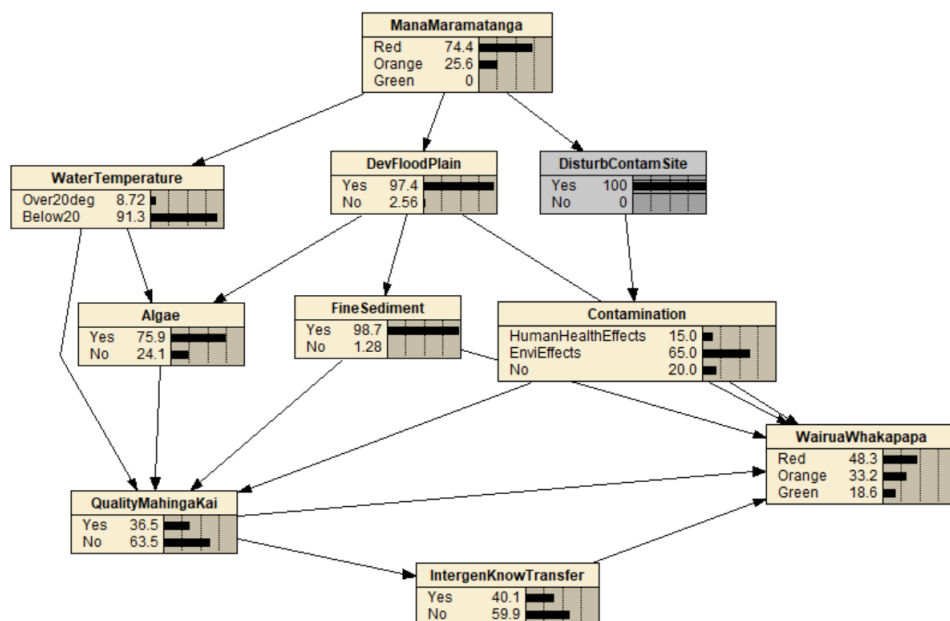 ManaMaramatanga
Red 74.4
Orange 25.6
Green 0
WaterTemperature
Over20deg 8.72
Below20 91.3
DevFloodPlain
Yes 97.4
No 2.56
DisturbContamSite
Yes 100
No 0
Algae
Yes 75.9
No 24.1
FineSediment
Yes 98.7
No 1.28
Contamination
HumanHealthEffects 15.0
EnviEffects 65.0
No 20.0
WairuaWhakapapa
Red 48.3
Orange 33.2
Green 18.6
QualityMahingaKai
Yes 36.5
No 63.5
IntergenKnowTransfer
Yes 40.1
No 59.9